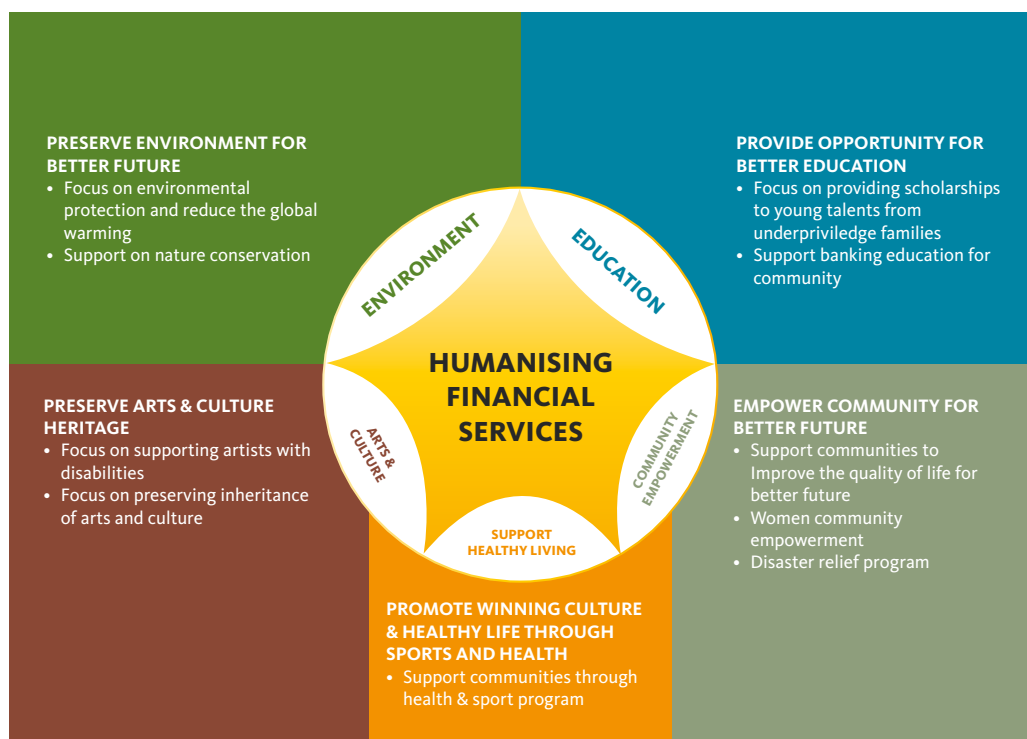 PRESERVE ENVIRONMENT FOR
BETTER FUTURE
• Focus on environmental
protection and reduce the global
warming
• Support on nature conservation
PROVIDE OPPORTUNITY FOR
BETTER EDUCATION
• Focus on providing scholarships
to young talents from
underpriviledge families
• Support banking education for
community
ENVIRONMENT
EDUCATION
HUMANISING
FINANCIAL
SERVICES
ARTS &
CULTURE
COMMUNITY
EMPOWERMENT
SUPPORT
HEALTHY LIVING
PRESERVE ARTS & CULTURE
HERITAGE
• Focus on supporting artists with
disabilities
• Focus on preserving inheritance
of arts and culture
EMPOWER COMMUNITY FOR
BETTER FUTURE
• Support communities to
Improve the quality of life for
better future
• Women community
empowerment
• Disaster relief program
PROMOTE WINNING CULTURE
& HEALTHY LIFE THROUGH
SPORTS AND HEALTH
• Support communities through
health & sport program